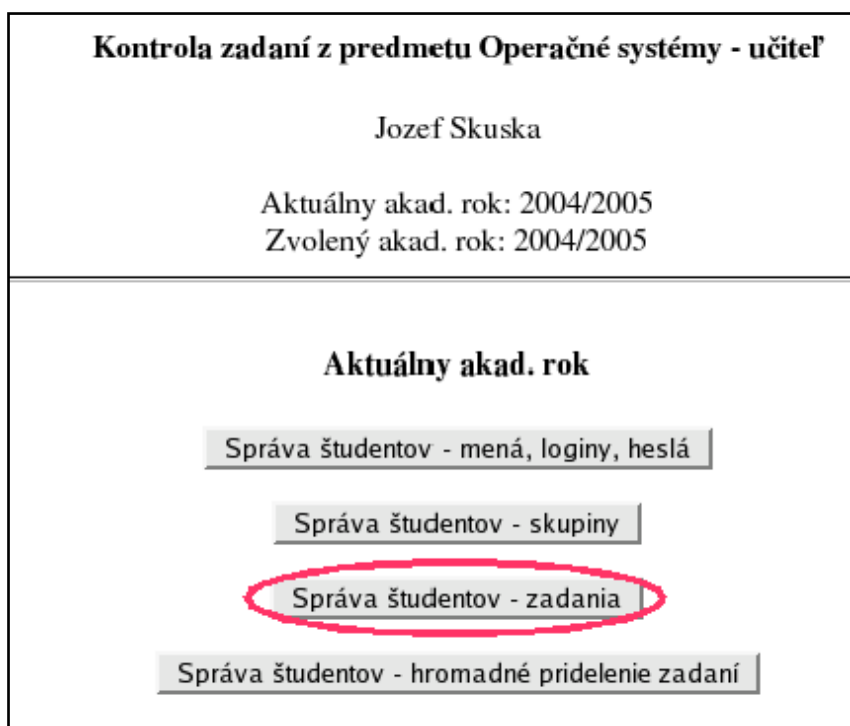 Kontrola zadaní z predmetu Operačné systémy - učiteľ
Jozef Skuska
Aktuálny akad. rok: 2004/2005
Zvolený akad. rok: 2004/2005
Aktuálny akad. rok
Správa študentov - mená, loginy, heslá
Správa študentov - skupiny
Správa študentov - zadania
Správa študentov - hromadné pridelenie zadaní